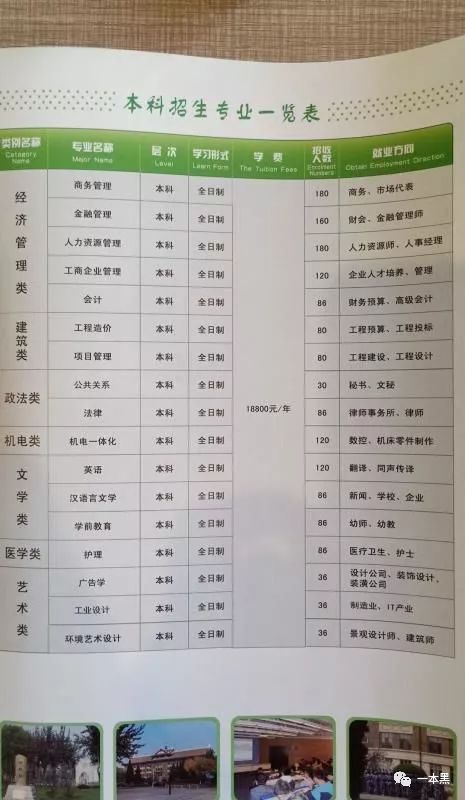 本科招生专业一览表
类别名称 专业名称 层次 学习形式 学费 招收人数 就业方向
Category Name Major Name Level Learn Form The Tuition Fees Enrolment Numbers Obtain Employment Direction
经济管理类 商务管理 本科 全日制 18800元/年 180 商务、市场代表
金融管理 本科 全日制 160 财会、金融管理师
人力资源管理 本科 全日制 180 人力资源师、人事经理
工商企业管理 本科 全日制 120 企业人才培养、管理
会计 本科 全日制 86 财务预算、高级会计
建筑类 工程造价 本科 全日制 80 工程预算、工程投标
项目管理 本科 全日制 80 工程建设、工程设计
政法类 公共关系 本科 全日制 30 秘书、文秘
法律 本科 全日制 86 律师事务所、律师
机电类 机电一体化 本科 全日制 120 数控、机床零件制作
文学类 英语 本科 全日制 120 翻译、同声传译
汉语言文学 本科 全日制 86 新闻、学校、企业
学前教育 本科 全日制 86 幼师、幼教
医学类 护理 本科 全日制 86 医疗卫生、护士
艺术类 广告学 本科 全日制 36 设计公司、装饰设计、
装潢公司
工业设计 本科 全日制 36 制造业、IT产业
环境艺术设计 本科 全日制 36 景观设计师、建筑师
一本黑